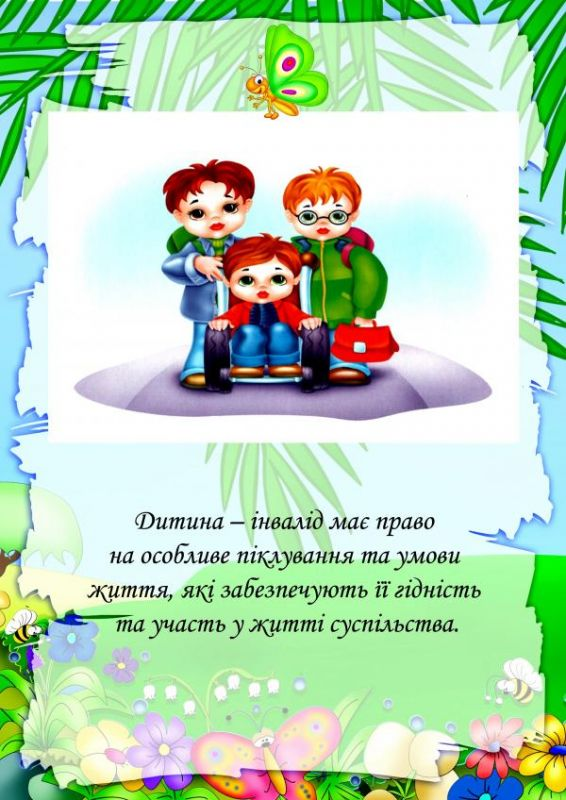 Дитина – інвалід має право
на особливе піклування та умови
життя, які забезпечують її гідність
та участь у житті суспільства.